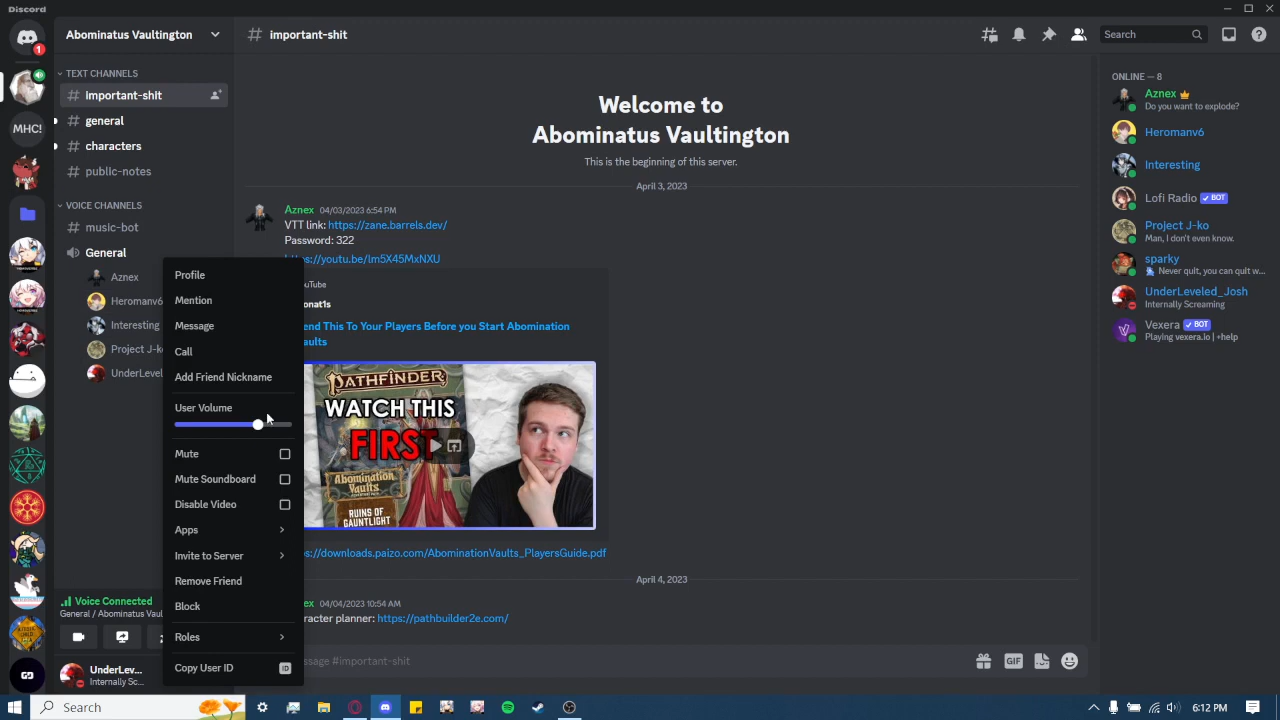 Discord
Abominatus Vaultington
important-shit
Search
1
TEXT CHANNELS
important-shit
general
characters
public-notes
MHC!
VOICE CHANNELS
music-bot
General
Aznex
Heromanv6
Interesting
Project J-k
UnderLevel
Voice Connected
General / Abominatus Vaul
UnderLev...
Internally Sc...
Profile
Mention
Message
Call
Add Friend Nickname
User Volume
Mute
Mute Soundboard
Disable Video
Apps
Invite to Server
Remove Friend
Block
Roles
Copy User ID
ID
Welcome to
Abominatus Vaultington
This is the beginning of this server.
April 3, 2023
Aznex 04/03/2023 6:54 PM
VTT link: https://zane.barrels.dev/
Password: 322
s://youtu.be/lm5X45MxNXU
uTube
onat1s
end This To Your Players Before you Start Abomination
aults
PATHFINDER
WATCH THIS
FIRST
Abomination
Vaults
RUINS OF
GAUNTLIGHT
s://downloads.paizo.com/AbominationVaults_PlayersGuide.pdf
April 4, 2023
ex 04/04/2023 10:54 AM
racter planner: https://pathbuilder2e.com/
ssage #important-shit
GIF
ONLINE — 8
Aznex
Do you want to explode?
Heromanv6
Interesting
Lofi Radio BOT
Project J-ko
Man, I don't even know.
sparky
Never quit, you can quit w...
UnderLeveled_Josh
Internally Screaming
Vexera BOT
Playing vexera.io | +help
Search
6:12 PM